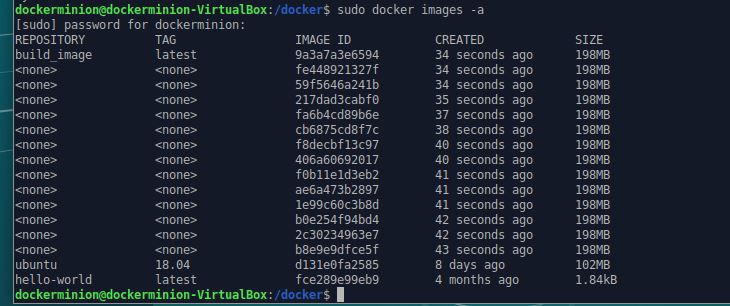 dockerminion@dockerminion-VirtualBox:/docker$ sudo docker images -a
[sudo] password for dockerminion:
REPOSITORY TAG IMAGE ID CREATED SIZE
build_image latest 9a3a7a3e6594 34 seconds ago 198MB
<none> <none> fe448921327f 34 seconds ago 198MB
<none> <none> 59f5646a241b 34 seconds ago 198MB
<none> <none> 217dad3cabf0 35 seconds ago 198MB
<none> <none> fa6b4cd89b6e 37 seconds ago 198MB
<none> <none> cb6875cd8f7c 38 seconds ago 198MB
<none> <none> f8decbf13c97 40 seconds ago 198MB
<none> <none> 406a60692017 40 seconds ago 198MB
<none> <none> f0b11e1d3eb2 41 seconds ago 198MB
<none> <none> ae6a473b2897 41 seconds ago 198MB
<none> <none> 1e99c60c3b8d 41 seconds ago 198MB
<none> <none> b0e254f94bd4 42 seconds ago 198MB
<none> <none> 2c30234963e7 42 seconds ago 198MB
<none> <none> b8e9e9dfce5f 43 seconds ago 198MB
ubuntu 18.04 d131e0fa2585 8 days ago 102MB
hello-world latest fce289e99eb9 4 months ago 1.84kB
dockerminion@dockerminion-VirtualBox:/docker$